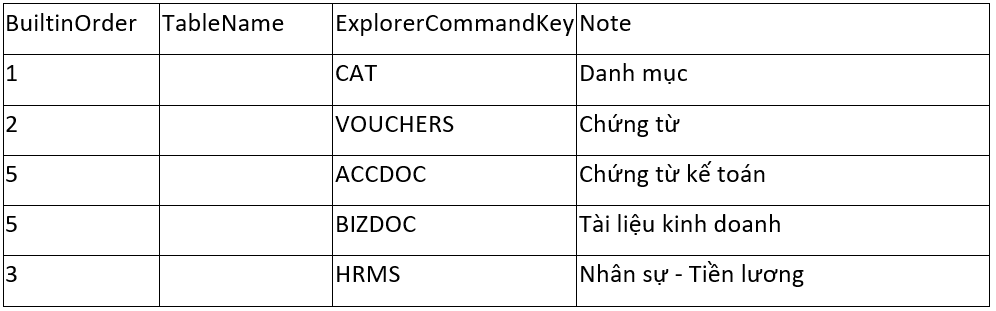 BuiltinOrder TableName ExplorerCommandKey Note
1 CAT Danh mục
2 VOUCHERS Chứng từ
5 ACCDOC Chứng từ kế toán
5 BIZDOC Tài liệu kinh doanh
3 HRMS Nhân sự - Tiền lương